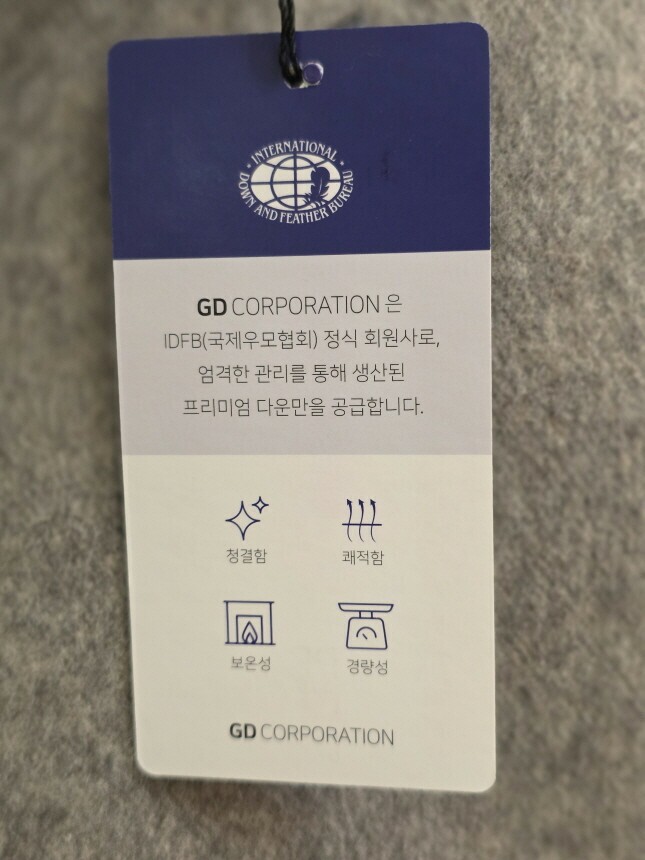 INTERNATIONAL
DOWN AND FEATHER BUREAU
GD CORPORATION 은
IDFB(국제우모협회) 정식 회원사로,
엄격한 관리를 통해 생산된
프리미엄 다운만을 공급합니다.
청결함 쾌적함
보온성 경량성
GD CORPORATION